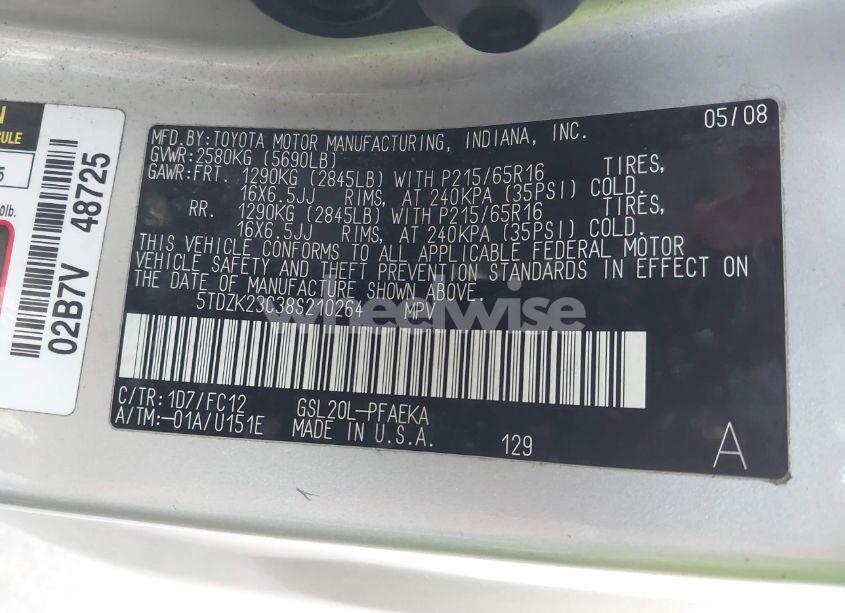 05/08
MFD.BY:TOYOTA MOTOR MANUFACTURING, INDIANA, INC.
GVWR:2580KG (5690LB)
GAWR:FRT. 1290KG (2845LB) WITH P215/65R16 TIRES,
16X6.5JJ RIMS, AT 240KPA (35PSI) COLD.
RR. 1290KG (2845LB) WITH P215/65R16 TIRES,
16X6.5JJ RIMS, AT 240KPA (35PSI) COLD.
THIS VEHICLE CONFORMS TO ALL APPLICABLE FEDERAL MOTOR
VEHICLE SAFETY AND THEFT PREVENTION STANDARDS IN EFFECT ON
THE DATE OF MANUFACTURE SHOWN ABOVE.
5TDZK23C38S210264 MPV
wheelwise
C/TR:1D7/FC12 GSL20L-PFAEKA
A/TM:-01A/U151E MADE IN U.S.A. 129 A
02B7V 48725